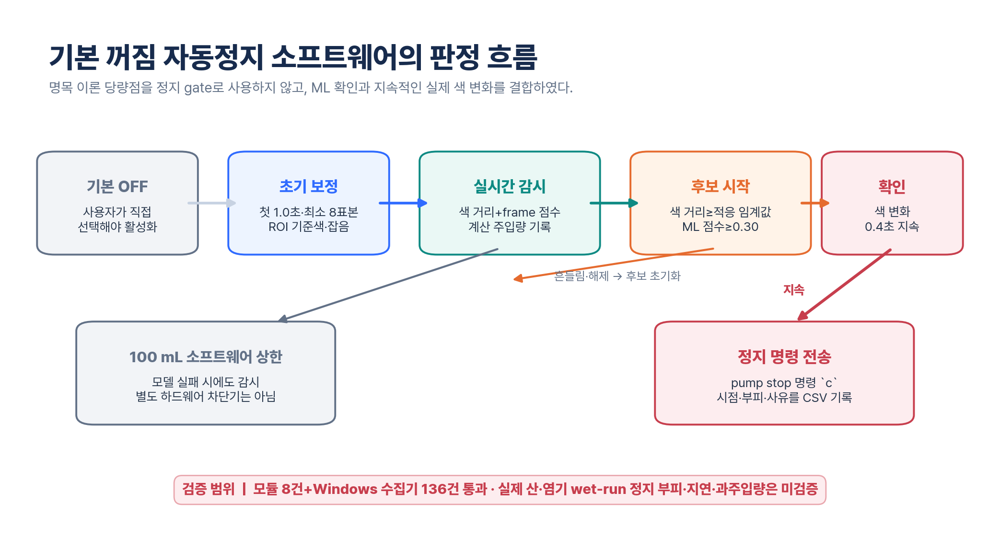 기본 꺼짐 자동정지 소프트웨어의 판정 흐름
명목 이론 당량점을 정지 gate로 사용하지 않고, ML 확인과 지속적인 실제 색 변화를 결합하였다.
기본 OFF
사용자가 직접
선택해야 활성화
초기 보정
첫 1.0초·최소 8표본
ROI 기준색·잡음
실시간 감시
색 거리+frame 점수
계산 주입량 기록
후보 시작
색 거리≥적응 임계값
ML 점수≥0.30
확인
색 변화
0.4초 지속
흔들림·해제 → 후보 초기화
지속
100 mL 소프트웨어 상한
모델 실패 시에도 감시
별도 하드웨어 차단기는 아님
정지 명령 전송
pump stop 명령 `c`
시점·부피·사유를 CSV 기록
검증 범위 | 모듈 8건+Windows 수집기 136건 통과 · 실제 산·염기 wet-run 정지 부피·지연·과주입량은 미검증